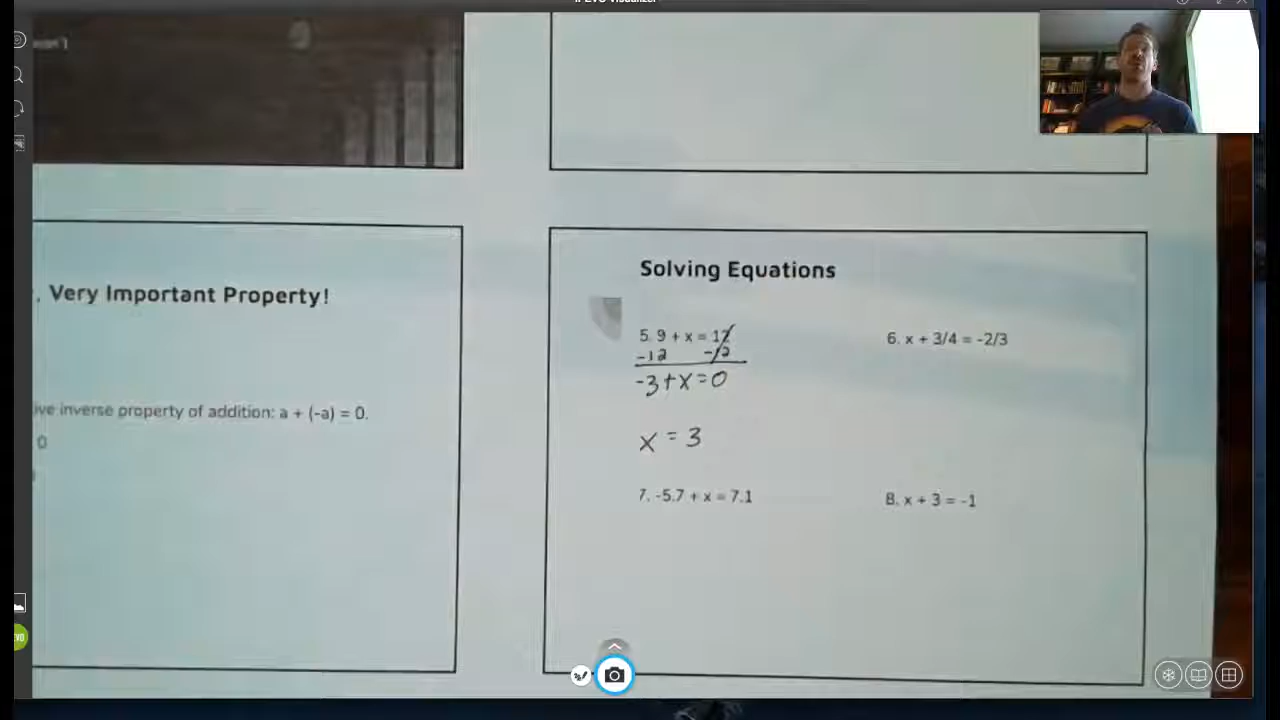 , Very Important Property!
ive inverse property of addition: a + (-a) = 0.
0
Solving Equations
5. 9 + x = 12
-12 -12
-3+x=0
x = 3
6. x + 3/4 = -2/3
7. -5.7 + x = 7.1
8. x + 3 = -1